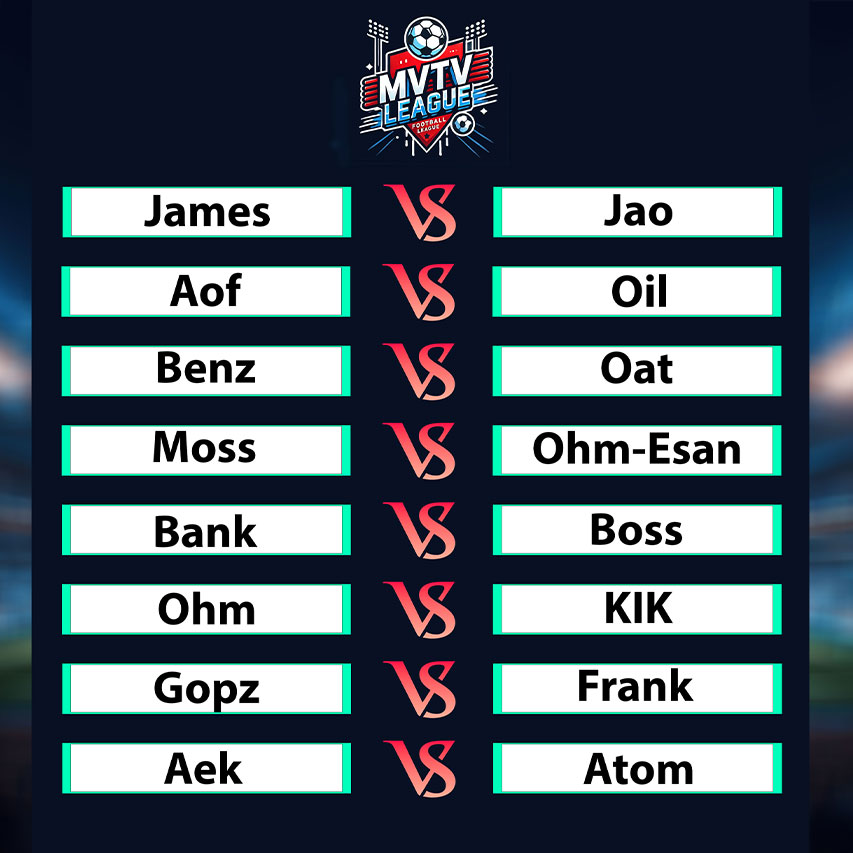 MVTV
LEAGUE
FOOTBALL
LEAGUE
James VS Jao
Aof VS Oil
Benz VS Oat
Moss VS Ohm-Esan
Bank VS Boss
Ohm VS KIK
Gopz VS Frank
Aek VS Atom